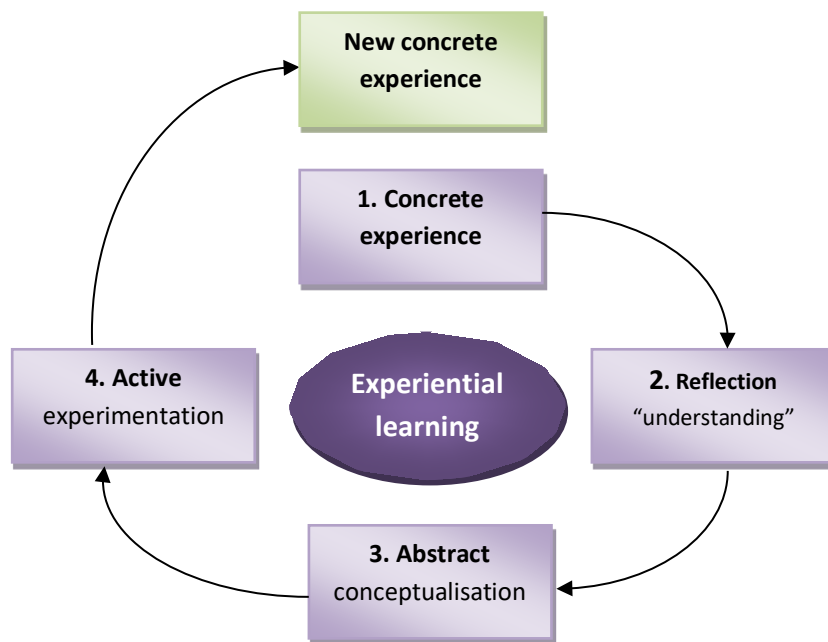 New concrete
experience
1. Concrete
experience
2. Reflection
“understanding”
3. Abstract
conceptualisation
4. Active
experimentation
Experiential
learning